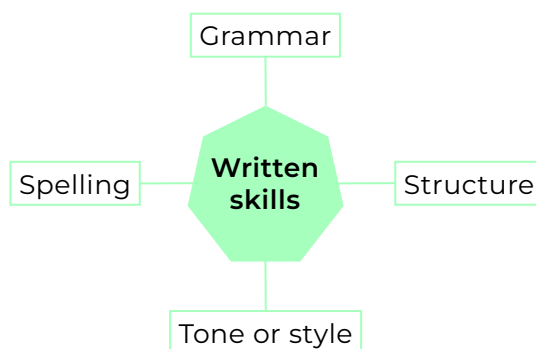 Grammar
Written
skills
Spelling
Structure
Tone or style